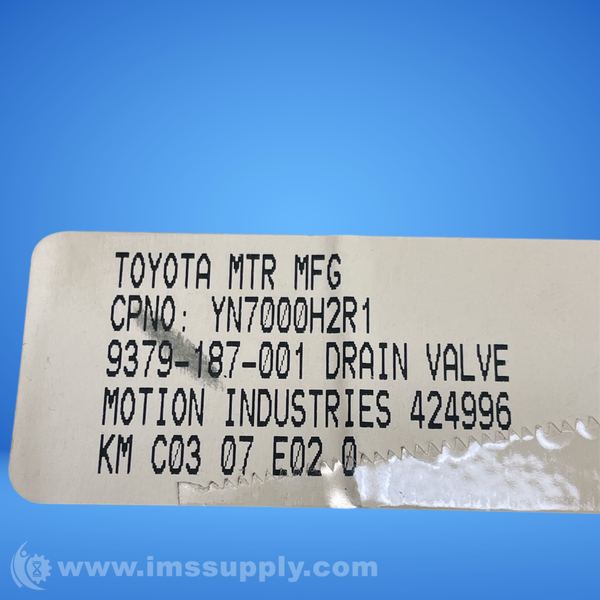 TOYOTA MTR MFG
CPNO: YN7000H2R1
9379-187-001 DRAIN VALVE
MOTION INDUSTRIES 424996
KM C03 07 E02 0
www.imssupply.com